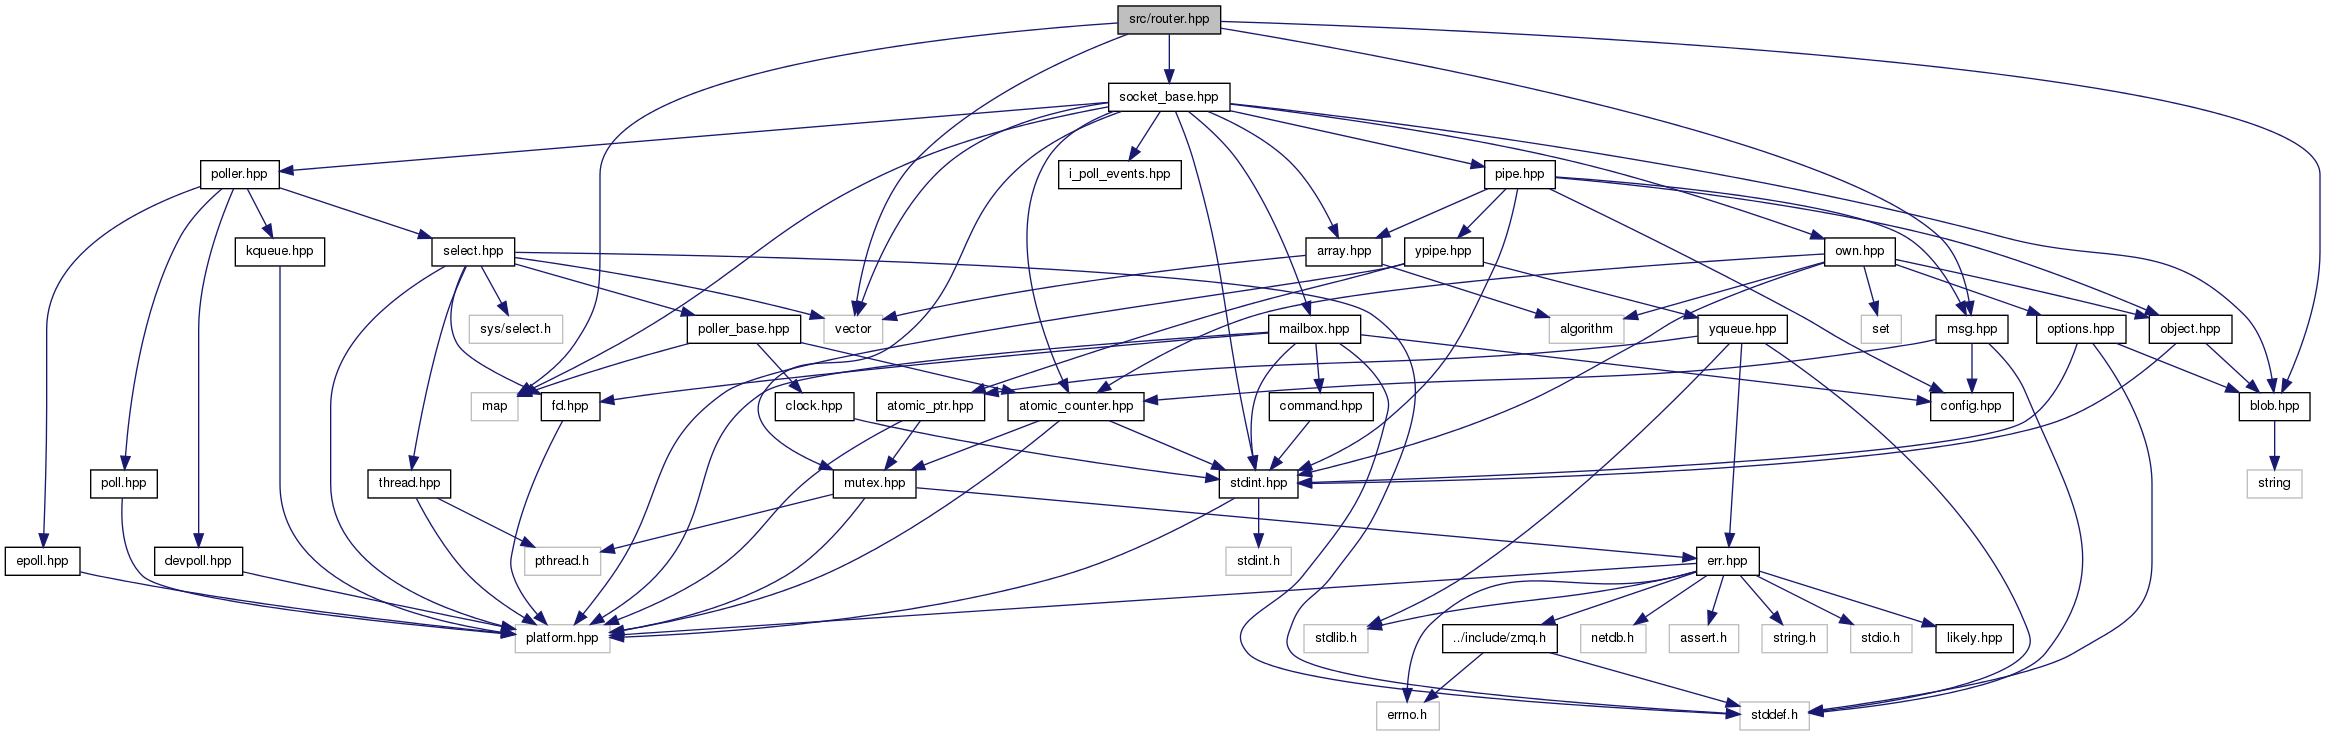 src/router.hpp
socket_base.hpp
poller.hpp
i_poll_events.hpp
pipe.hpp
kqueue.hpp
select.hpp
array.hpp
ypipe.hpp
own.hpp
sys/select.h
poller_base.hpp
vector
algorithm
mailbox.hpp
yqueue.hpp
set
msg.hpp
options.hpp
object.hpp
map
fd.hpp
clock.hpp
atomic_ptr.hpp
atomic_counter.hpp
command.hpp
config.hpp
blob.hpp
poll.hpp
thread.hpp
mutex.hpp
stdint.hpp
string
epoll.hpp
devpoll.hpp
pthread.h
stdint.h
err.hpp
platform.hpp
stdlib.h
../include/zmq.h
netdb.h
assert.h
string.h
stdio.h
likely.hpp
errno.h
stddef.h